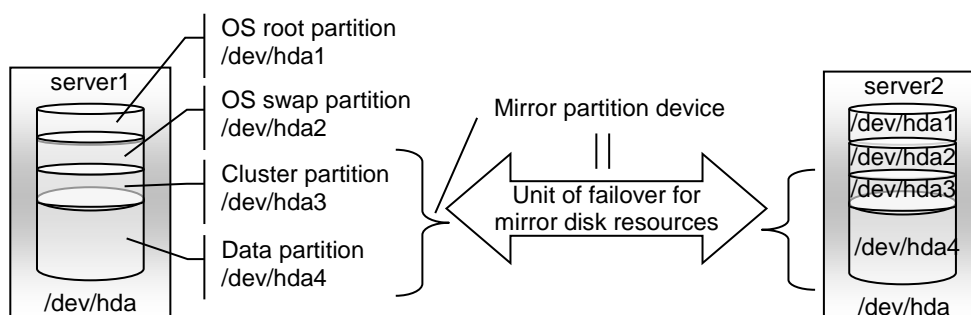 server1
/dev/hda
OS root partition
/dev/hda1
OS swap partition
/dev/hda2
Cluster partition
/dev/hda3
Data partition
/dev/hda4
Mirror partition device
Unit of failover for
mirror disk resources
server2
/dev/hda1
/dev/hda2
/dev/hda3
/dev/hda4
/dev/hda